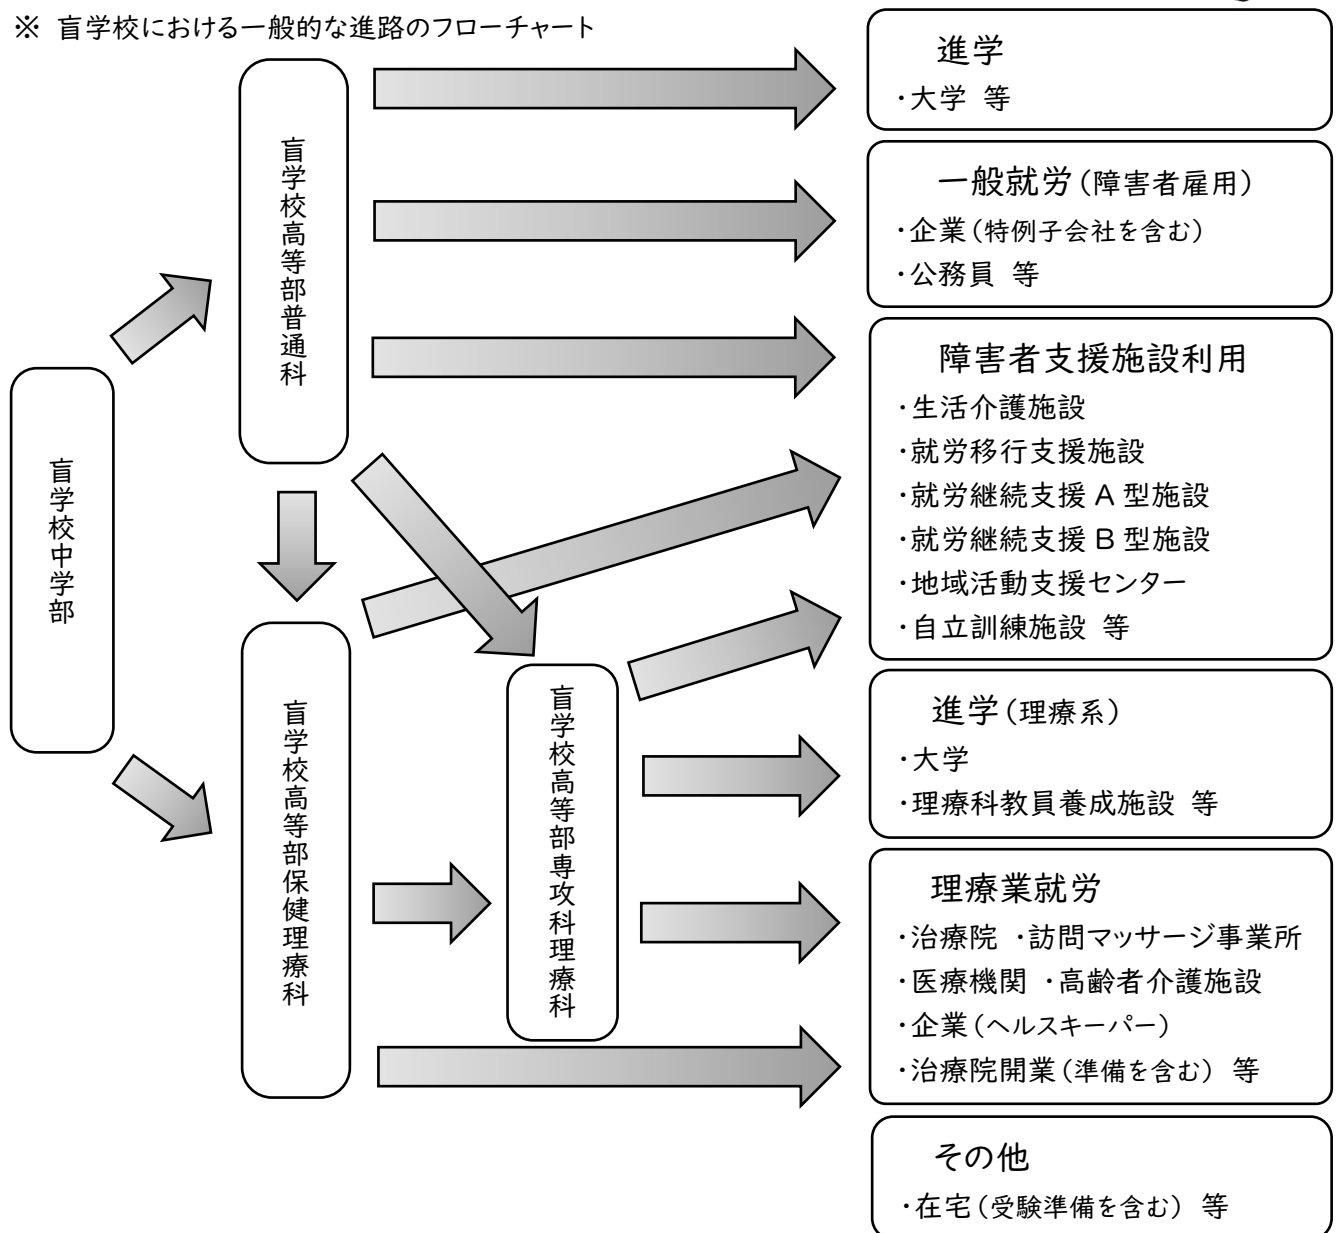 ※ 盲学校における一般的な進路のフローチャート
盲学校中学部
盲学校高等部普通科
盲学校高等部保健理療科
盲学校高等部専攻科理療科
進学
・大学 等
一般就労(障害者雇用)
・企業(特例子会社を含む)
・公務員 等
障害者支援施設利用
・生活介護施設
・就労移行支援施設
・就労継続支援 A 型施設
・就労継続支援 B 型施設
・地域活動支援センター
・自立訓練施設 等
進学(理療系)
・大学
・理療科教員養成施設 等
理療業就労
・治療院 ・訪問マッサージ事業所
・医療機関 ・高齢者介護施設
・企業(ヘルスキーパー)
・治療院開業(準備を含む) 等
その他
・在宅(受験準備を含む) 等